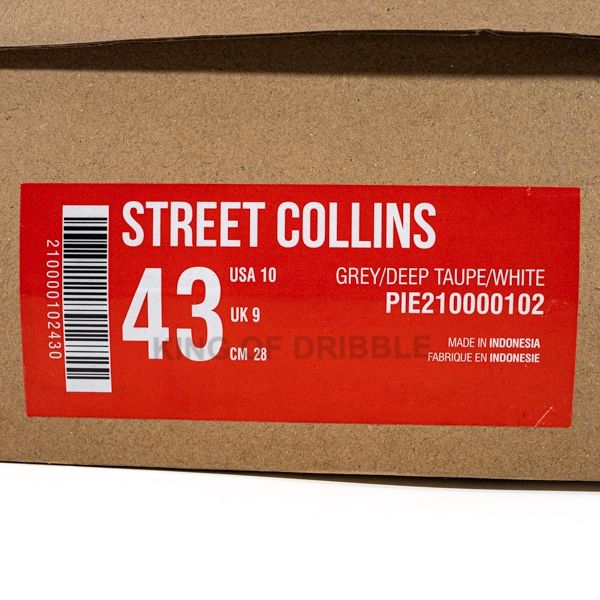 STREET COLLINS
43
USA 10
UK 9
CM 28
GREY/DEEP TAUPE/WHITE
PIE210000102
MADE IN INDONESIA
FABRIQUE EN INDONESIE
210000102430
KING OF DRIBBLE